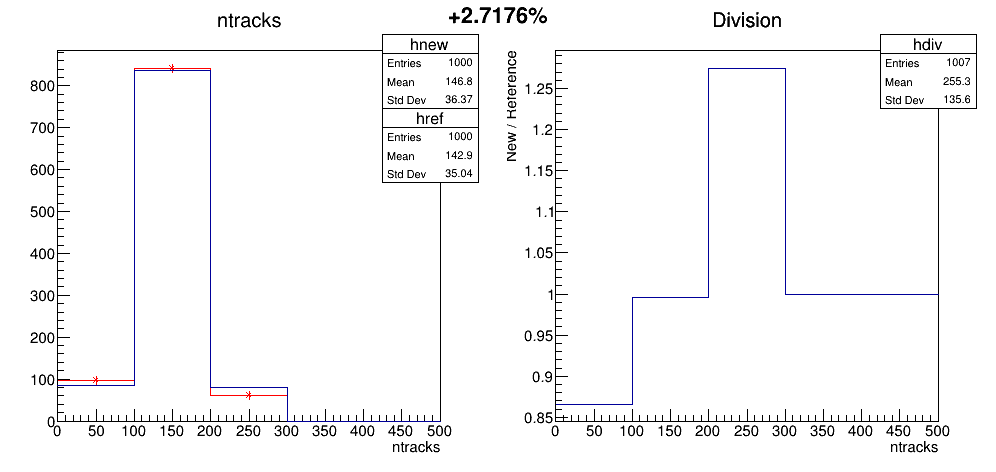 +2.7176%
ntracks
hnew
Entries 1000
Mean 146.8
Std Dev 36.37
href
Entries 1000
Mean 142.9
Std Dev 35.04
800
700
600
500
400
300
200
100
0
0 50 100 150 200 250 300 350 400 450 500
ntracks
Division
hdiv
Entries 1007
Mean 255.3
Std Dev 135.6
New / Reference
1.25
1.2
1.15
1.1
1.05
1
0.95
0.9
0.85
0 50 100 150 200 250 300 350 400 450 500
ntracks